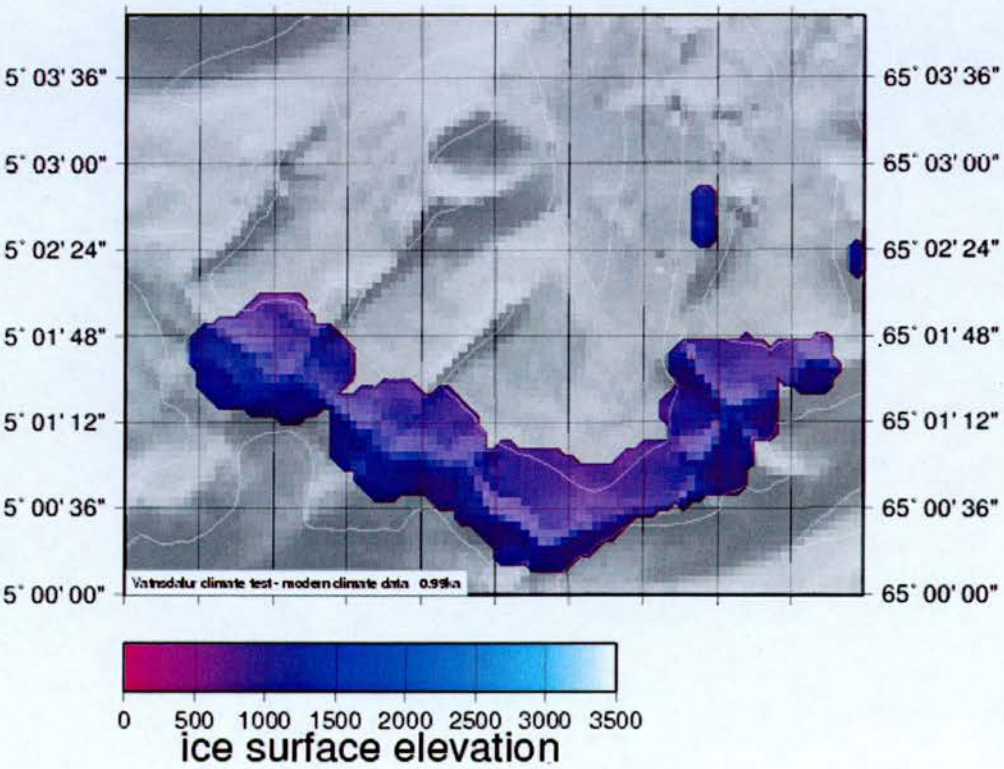 5° 03' 36" 65° 03' 36"
5° 03' 00" 65° 03' 00"
5° 02' 24" 65° 02' 24"
5° 01' 48" 65° 01' 48"
5° 01' 12" 65° 01' 12"
5° 00' 36" 65° 00' 36"
Vatnsdalur climate test - modern climate data 0.99ka
5° 00' 00" 65° 00' 00"
0 500 1000 1500 2000 2500 3000 3500
ice surface elevation